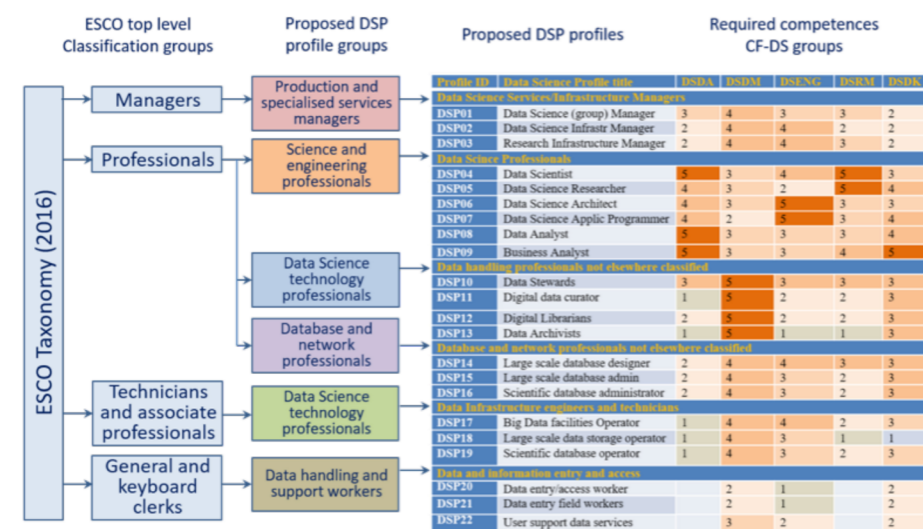 ESCO top level
Classification groups
Proposed DSP
profile groups
Proposed DSP profiles
Required competences
CF-DS groups
ESCO Taxonomy (2016)
Managers
Professionals
Technicians
and associate
professionals
General and
keyboard
clerks
Production and
specialised services
managers
Science and
engineering
professionals
Data Science
technology
professionals
Database and
network
professionals
Data Science
technology
professionals
Data handling and
support workers
Profile ID Data Science Profile title DSDA DSDM DSENG DSRM DSDK
Data Science Services/Infrastructure Managers
DSP01 Data Science (group) Manager 3 4 3 3 2
DSP02 Data Science Infrastr Manager 2 4 4 2 2
DSP03 Research Infrastructure Manager 2 4 4 3 2
Data Scince Professionals
DSP04 Data Scientist 5 3 4 5 3
DSP05 Data Science Researcher 4 3 2 5 4
DSP06 Data Science Architect 4 3 5 3 3
DSP07 Data Science Applic Programmer 4 2 5 3 4
DSP08 Data Analyst 5 3 3 3 4
DSP09 Business Analyst 5 3 3 4 5
Data handling professionals not elsewhere classified
DSP10 Data Stewards 3 5 3 3 3
DSP11 Digital data curator 1 5 2 2 3
DSP12 Digital Librarians 2 5 2 2 3
DSP13 Data Archivists 1 5 1 1 3
Database and network professionals not elsewhere classified
DSP14 Large scale database designer 2 4 4 3 3
DSP15 Large scale database admin 2 4 3 2 3
DSP16 Scientific database administrator 2 4 3 2 3
Data Infrastructure engineers and technicians
DSP17 Big Data facilities Operator 1 4 4 2 3
DSP18 Large scale data storage operator 1 4 3 1 1
DSP19 Scientific database operator 1 4 3 2 3
Data and information entry and access
DSP20 Data entry/access worker 2 1 2
DSP21 Data entry field workers 2 1 2
DSP22 User support data services 3 2 2